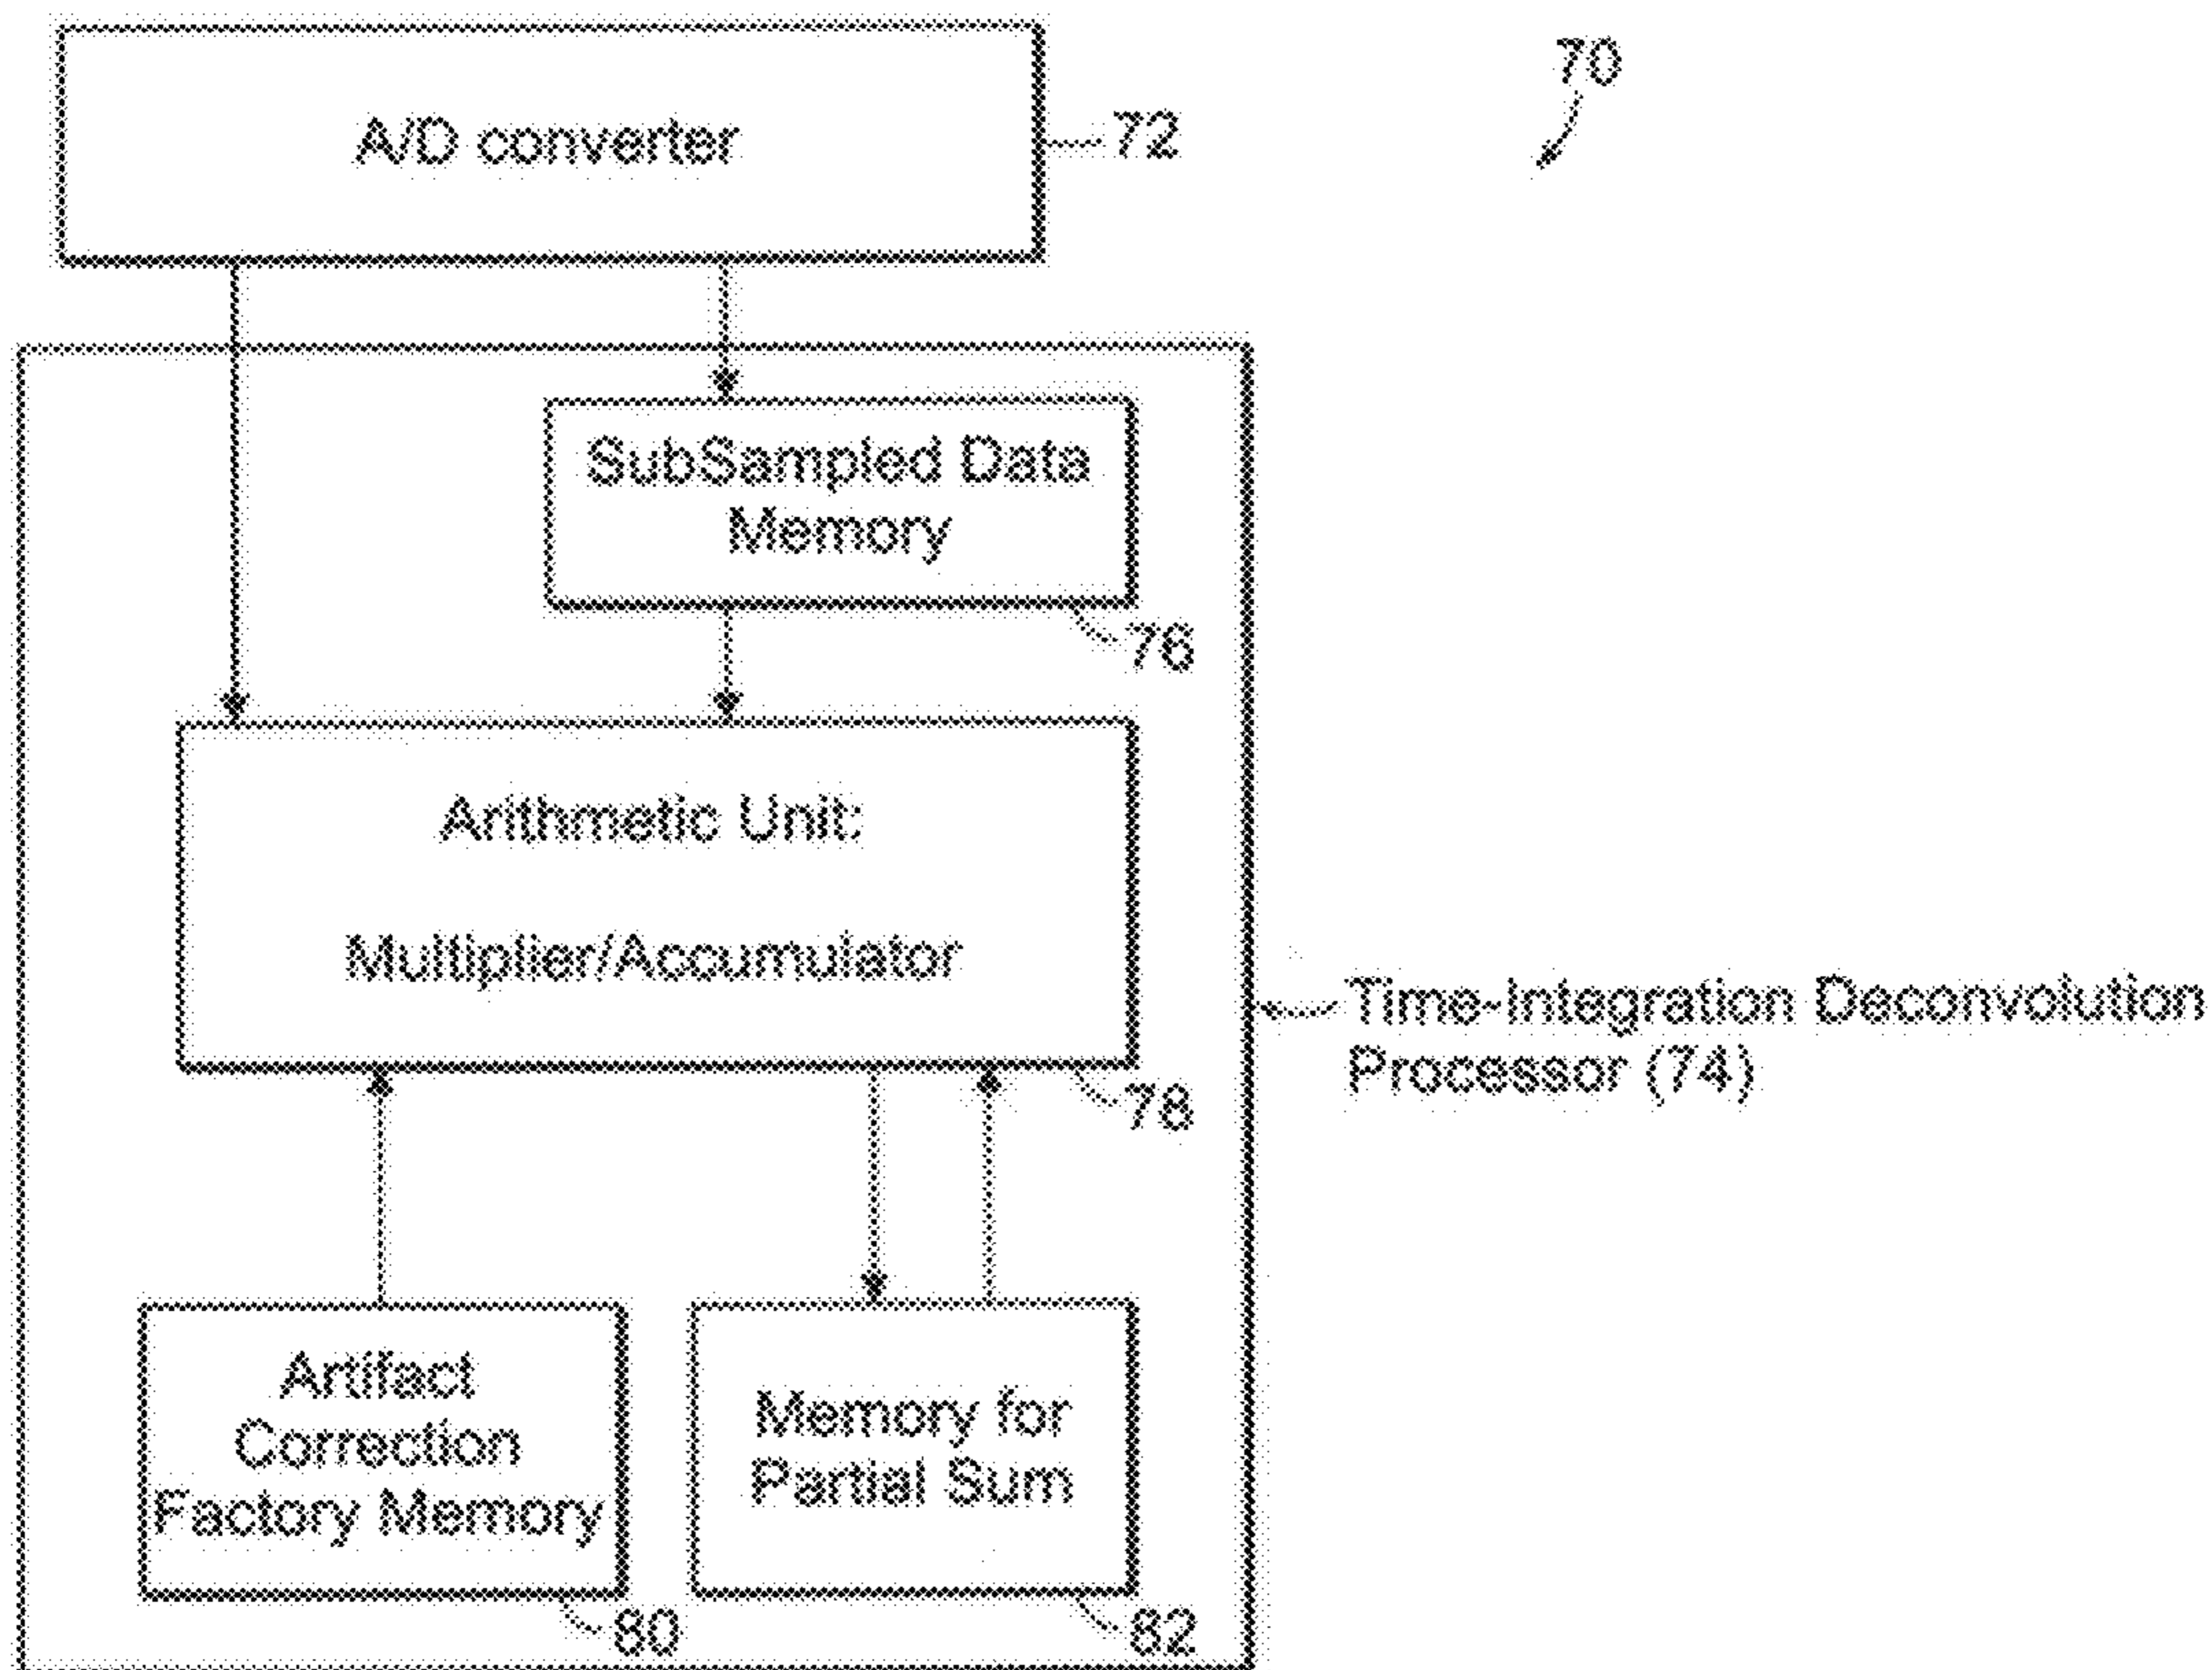 70
A/D converter
72
SubSampled Data
Memory
76
Arithmetic Unit:
Multiplier/Accumulator
78
Time-Integration Deconvolution
Processor (74)
Artifact
Correction
Factory Memory
80
Memory for
Partial Sum
82